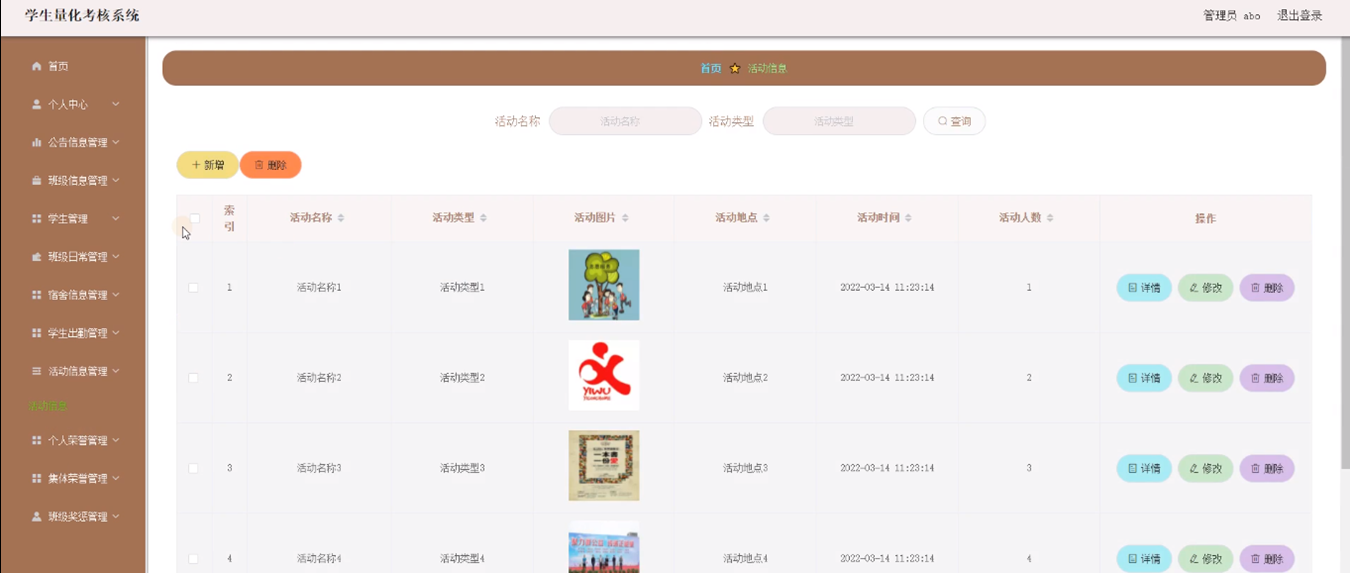 学生量化考核系统
管理员 abo 退出登录
首页
个人中心
公告信息管理
班级信息管理
学生管理
班级日常管理
宿舍信息管理
学生出勤管理
活动信息管理
活动信息
个人荣誉管理
集体荣誉管理
班级奖惩管理
首页 活动信息
活动名称 活动名称 活动类型 活动类型 查询
新增 删除
索引 活动名称 活动类型 活动图片 活动地点 活动时间 活动人数 操作
1 活动名称1 活动类型1 活动地点1 2022-03-14 11:23:14 1 详情 修改 删除
2 活动名称2 活动类型2 YIWU 活动地点2 2022-03-14 11:23:14 2 详情 修改 删除
3 活动名称3 活动类型3 一本书 一份爱 活动地点3 2022-03-14 11:23:14 3 详情 修改 删除
4 活动名称4 活动类型4 活动地点4 2022-03-14 11:23:14 4 详情 修改 删除